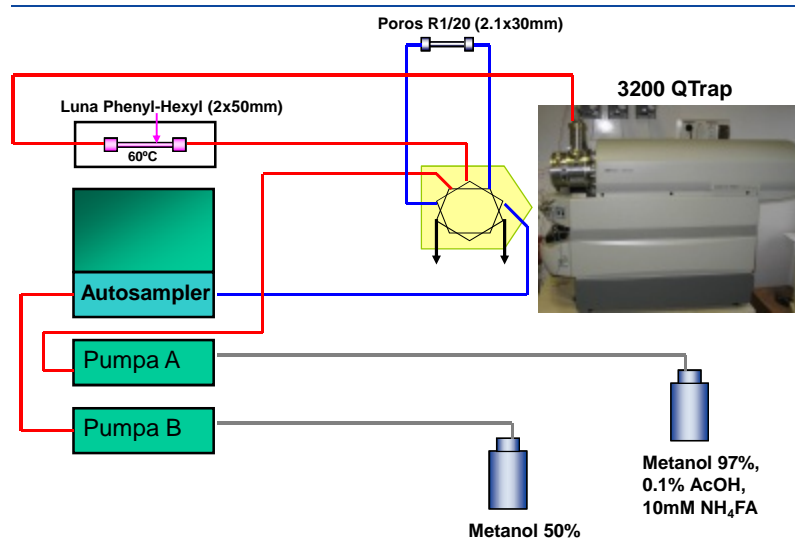 Poros R1/20 (2.1x30mm)
3200 QTrap
Luna Phenyl-Hexyl (2x50mm)
60ºC
Autosampler
Pumpa A
Pumpa B
Metanol 97%,
0.1% AcOH,
10mM NH₄FA
Metanol 50%